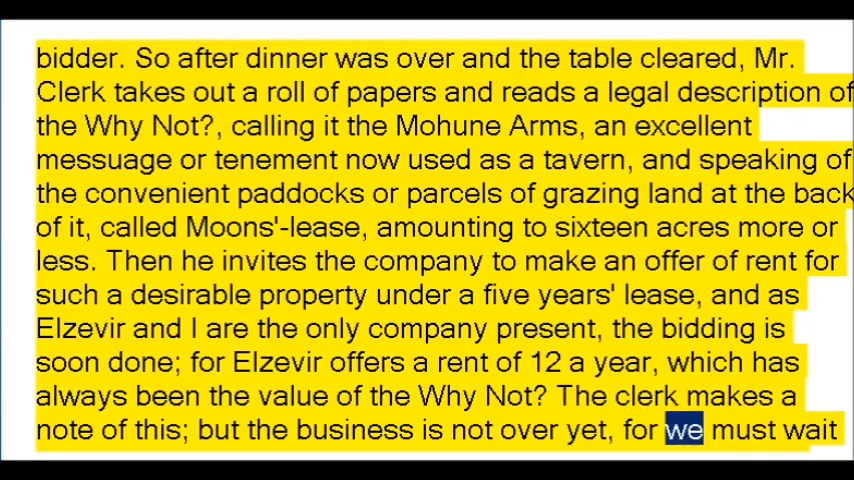 bidder. So after dinner was over and the table cleared, Mr.
Clerk takes out a roll of papers and reads a legal description of
the Why Not?, calling it the Mohune Arms, an excellent
messuage or tenement now used as a tavern, and speaking of
the convenient paddocks or parcels of grazing land at the back
of it, called Moons'-lease, amounting to sixteen acres more or
less. Then he invites the company to make an offer of rent for
such a desirable property under a five years' lease, and as
Elzevir and I are the only company present, the bidding is
soon done; for Elzevir offers a rent of 12 a year, which has
always been the value of the Why Not? The clerk makes a
note of this; but the business is not over yet, for we must wait